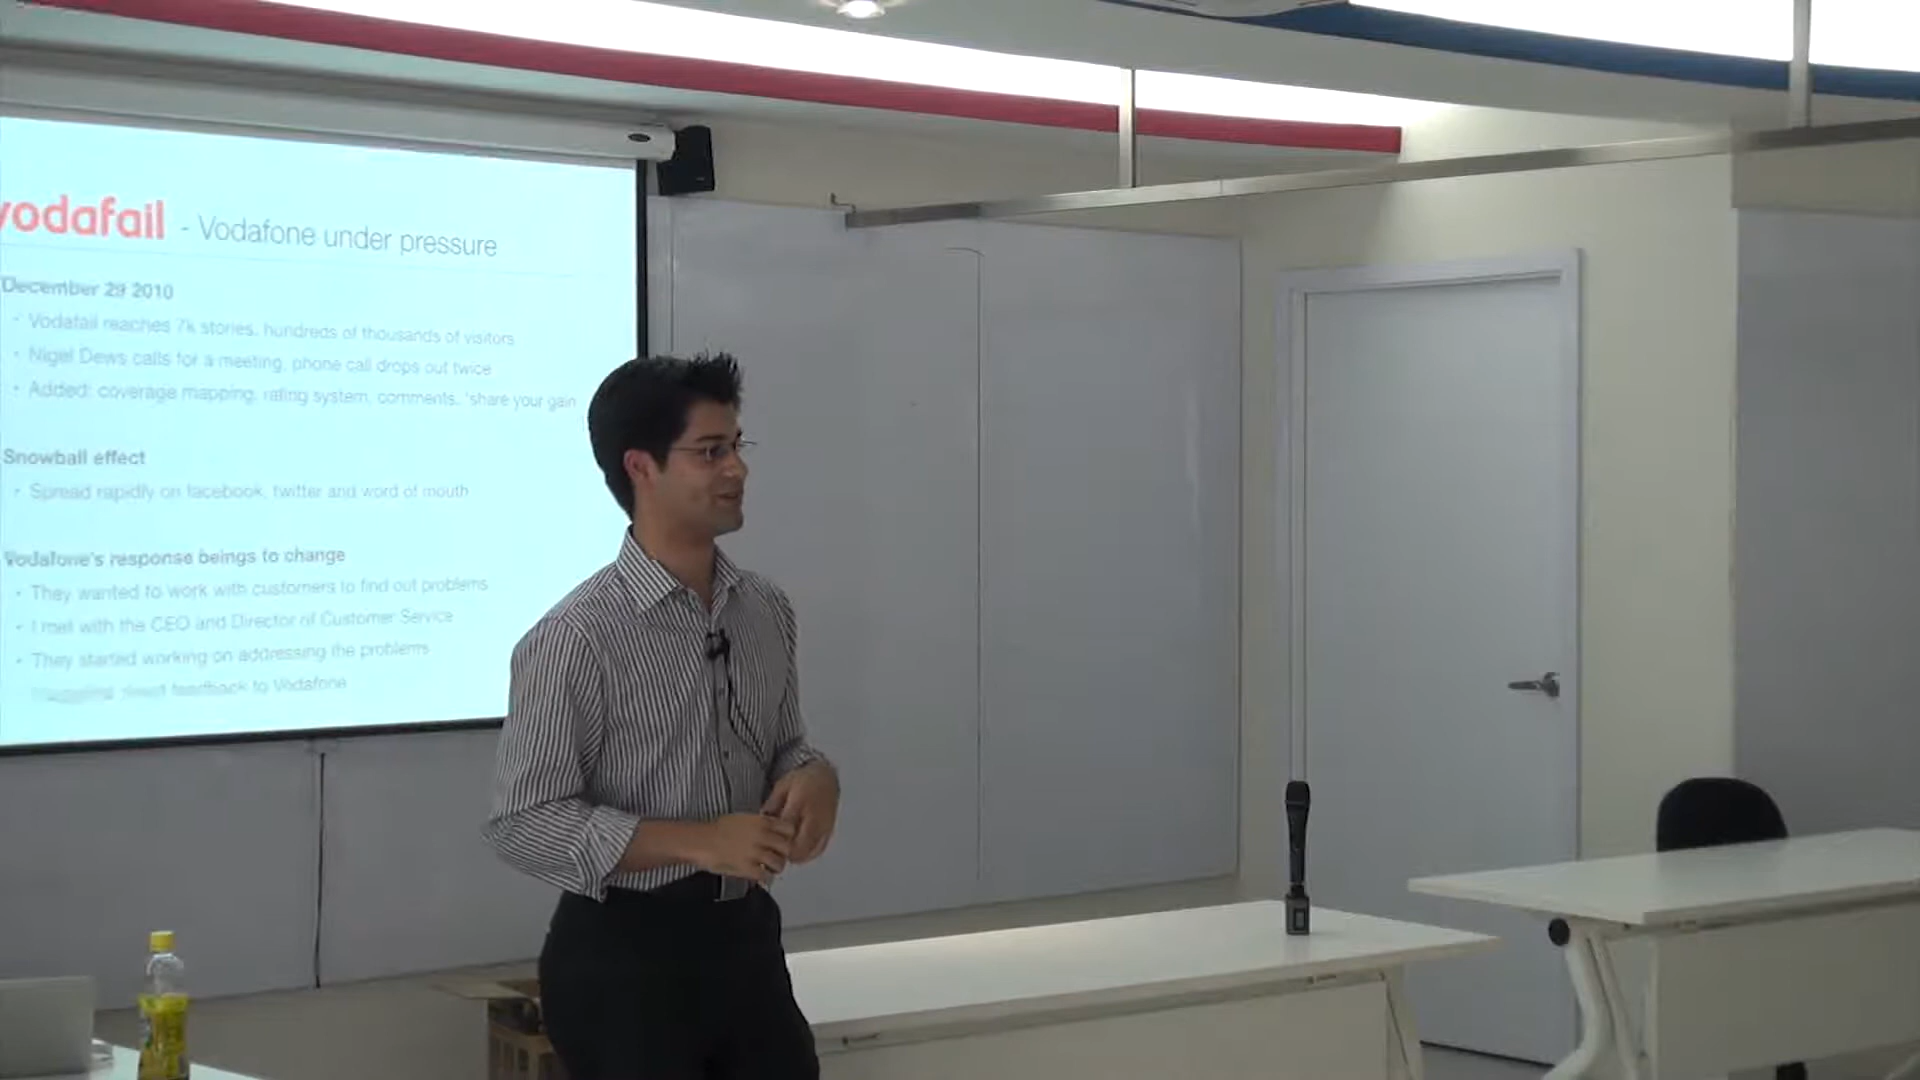 vodafail - Vodafone under pressure
December 29 2010
Vodafail reaches 7k stories, hundreds of thousands of visitors
Nigel Dews calls for a meeting, phone call drops out twice
Added: coverage mapping, rating system, comments, 'share your gain
Snowball effect
Spread rapidly on facebook, twitter and word of mouth
Vodafone's response beings to change
They wanted to work with customers to find out problems
I met with the CEO and Director of Customer Service
They started working on addressing the problems
direct feedback to Vodafone